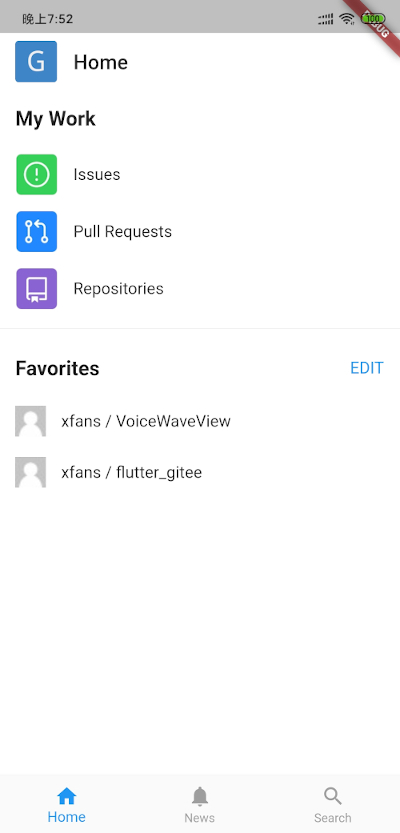 晚上7:52
100
DEBUG
G
Home
My Work
Issues
Pull Requests
Repositories
Favorites
EDIT
xfans / VoiceWaveView
xfans / flutter_gitee
Home
News
Search